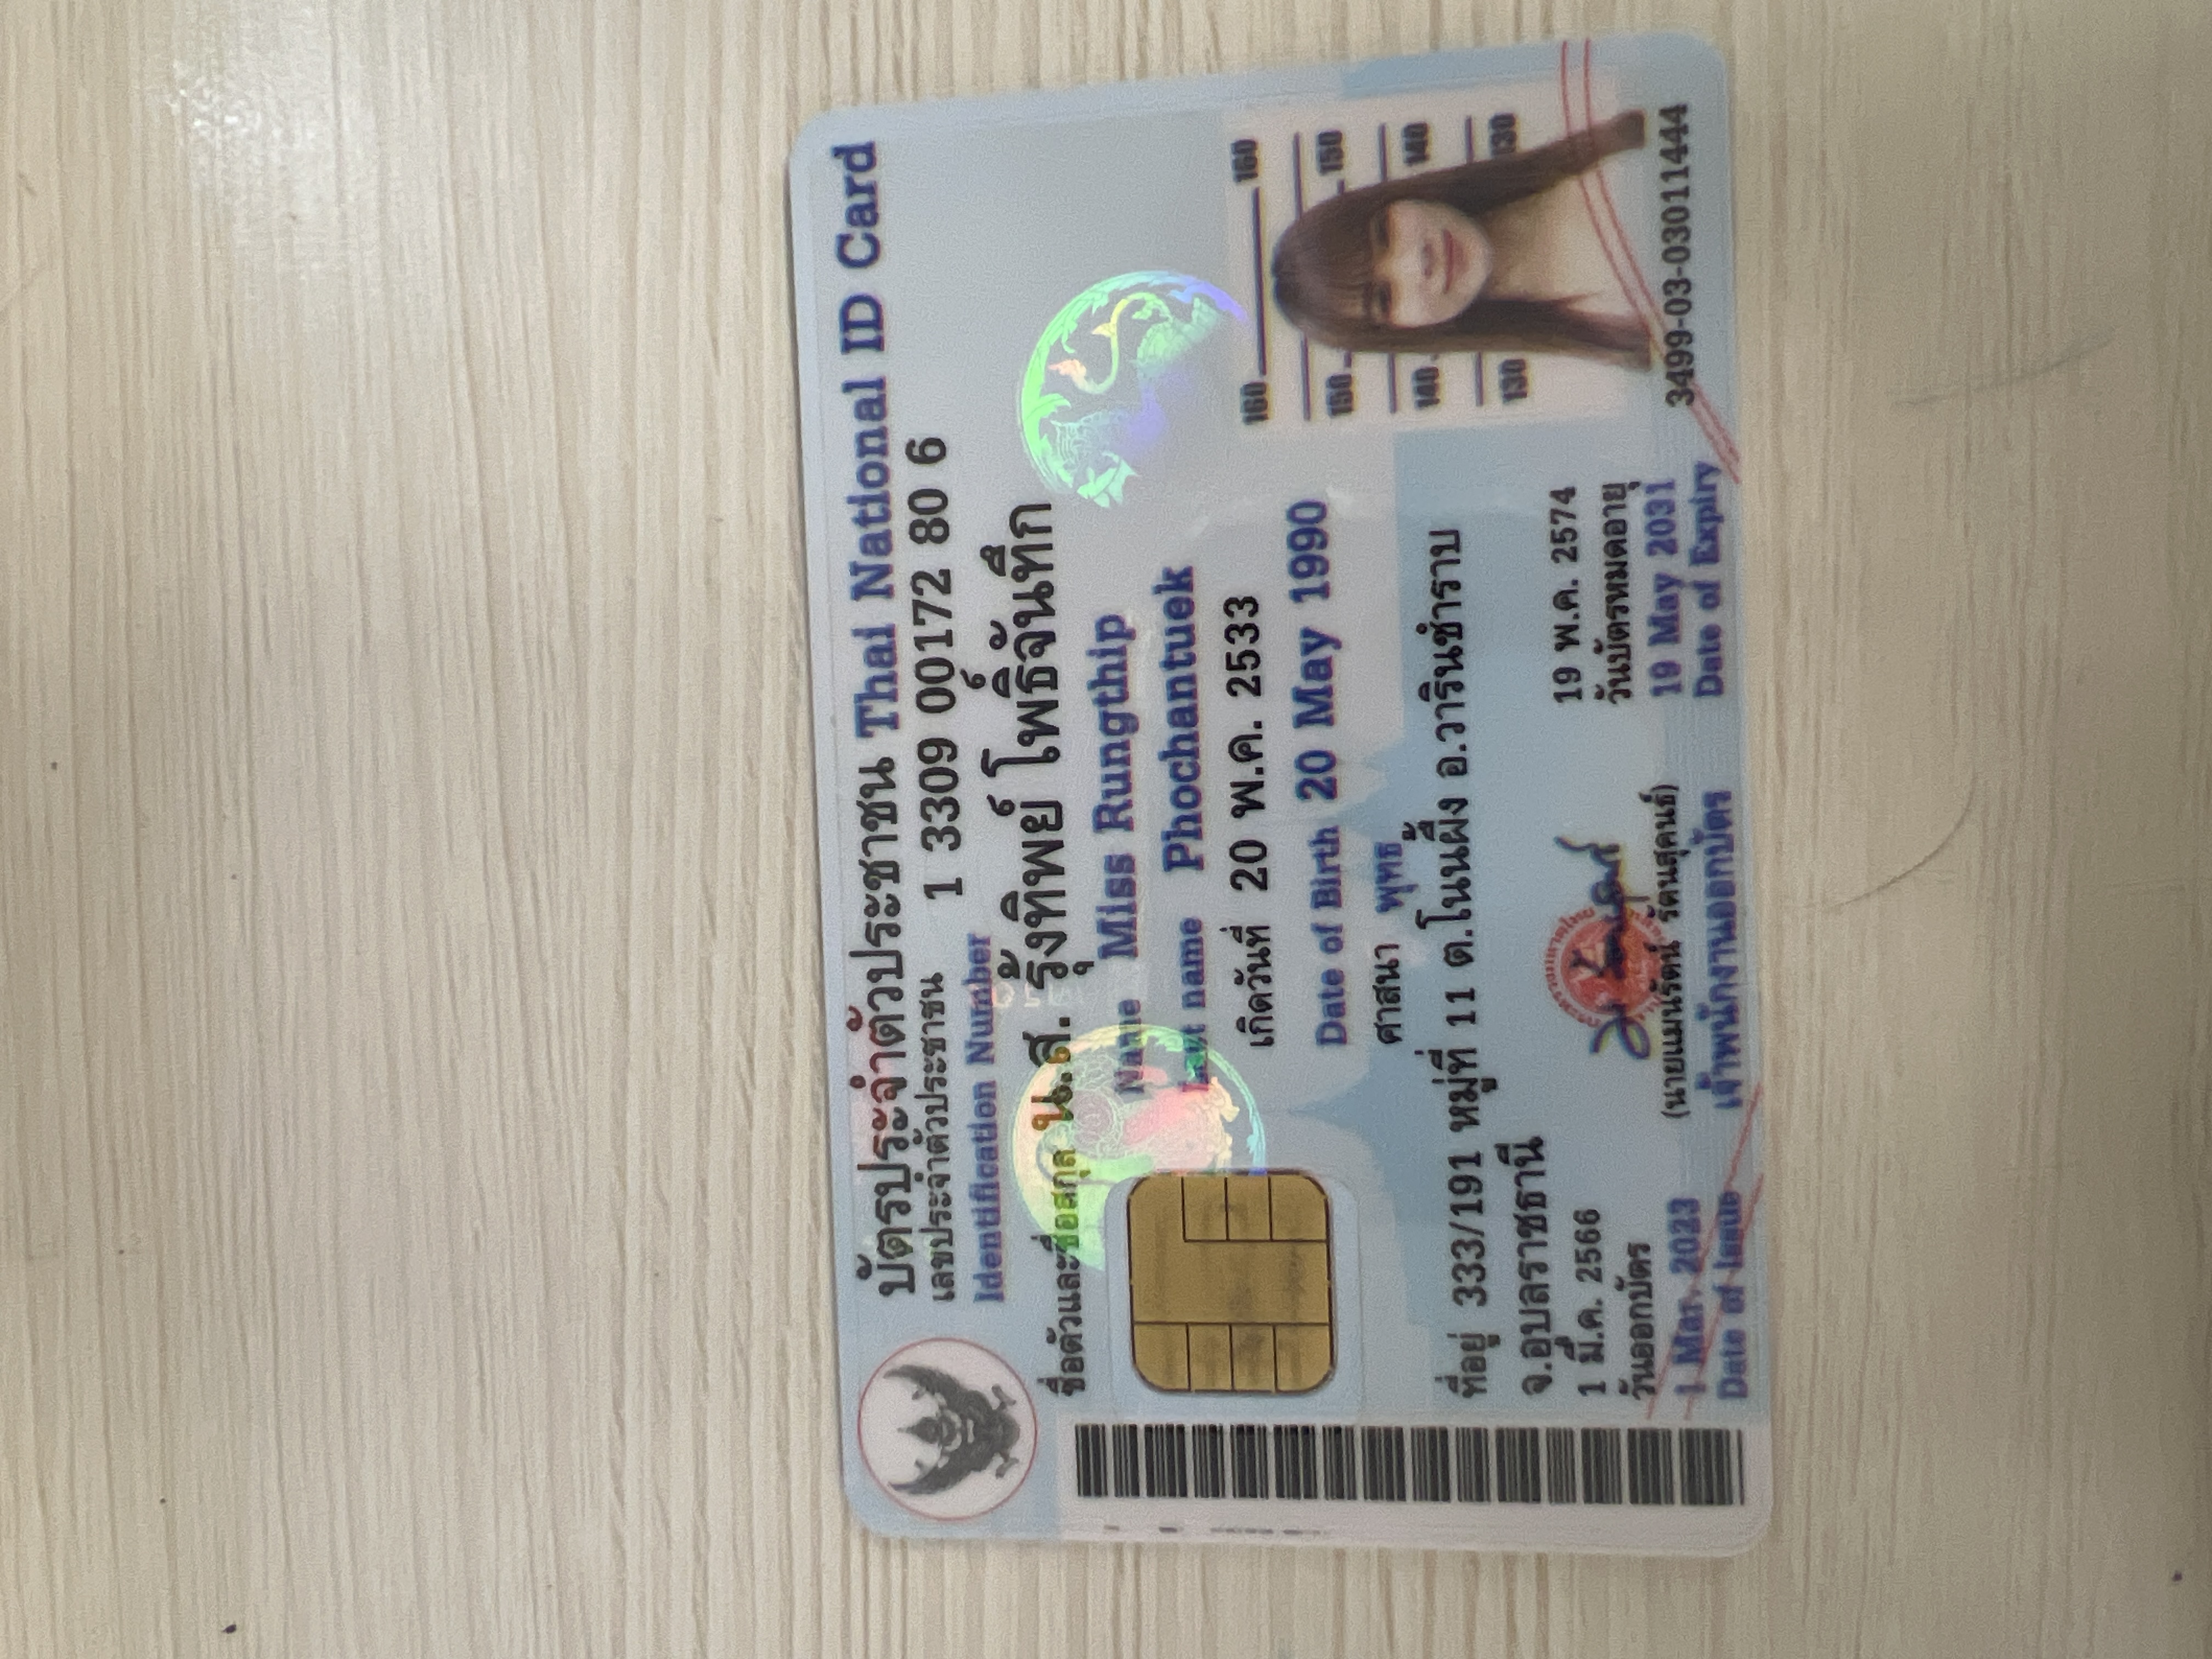 บัตรประจำตัวประชาชน Thai National ID Card
เลขประจำตัวประชาชน 1 3309 00172 80 6
Identification Number
ชื่อตัวและชื่อสกุล น.ส. รุ้งทิพย์ โพธิ์จันทึก
Name Miss Rungthip
Last name Phochantuek
เกิดวันที่ 20 พ.ค. 2533
Date of Birth 20 May 1990
ศาสนา พุทธ
ที่อยู่ 333/191 หมู่ที่ 11 ต.โนนผึ้ง อ.วารินชำราบ
จ.อุบลราชธานี
1 มี.ค. 2566
วันออกบัตร
1 Mar. 2023
Date of Issue
(นายแมนรัตน์ รัตนสุคนธ์)
เจ้าพนักงานออกบัตร
19 พ.ค. 2574
วันบัตรหมดอายุ
19 May 2031
Date of Expiry
160 160
150 150
140 140
130 130
3499-03-03011444